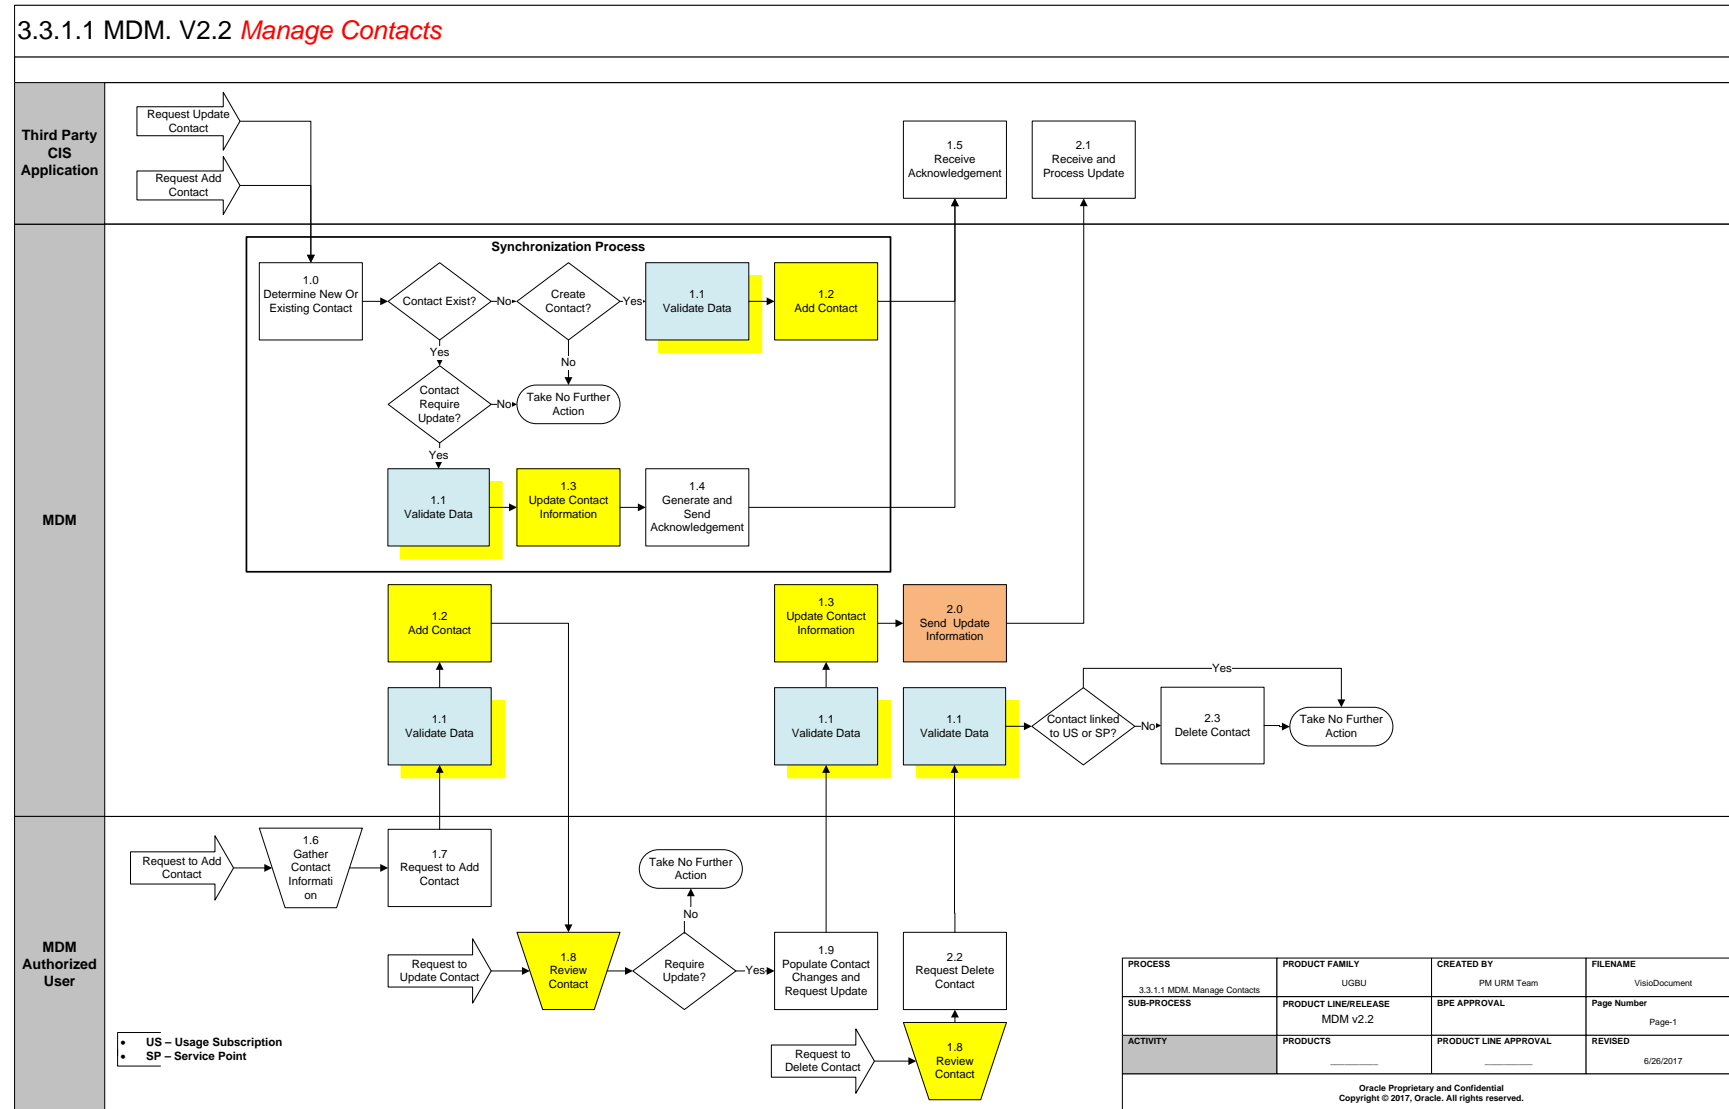 3.3.1.1 MDM. V2.2 Manage Contacts
Third Party
CIS
Application
Request Update
Contact
Request Add
Contact
1.5
Receive
Acknowledgement
2.1
Receive and
Process Update
MDM
Synchronization Process
1.0
Determine New Or
Existing Contact
Contact Exist?
No
Create
Contact?
Yes
1.1
Validate Data
1.2
Add Contact
Yes
No
Contact
Require
Update?
No
Take No Further
Action
Yes
1.1
Validate Data
1.3
Update Contact
Information
1.4
Generate and
Send
Acknowledgement
1.2
Add Contact
1.3
Update Contact
Information
2.0
Send  Update
Information
1.1
Validate Data
1.1
Validate Data
1.1
Validate Data
Yes
Contact linked
to US or SP?
No
2.3
Delete Contact
Take No Further
Action
MDM
Authorized
User
Request to Add
Contact
1.6
Gather
Contact
Informati
on
1.7
Request to Add
Contact
Take No Further
Action
No
Request to
Update Contact
1.8
Review
Contact
Require
Update?
Yes
1.9
Populate Contact
Changes and
Request Update
2.2
Request Delete
Contact
Request to
Delete Contact
1.8
Review
Contact
• US – Usage Subscription
• SP – Service Point
PROCESS
3.3.1.1 MDM. Manage Contacts
PRODUCT FAMILY
UGBU
CREATED BY
PM URM Team
FILENAME
VisioDocument
SUB-PROCESS
PRODUCT LINE/RELEASE
MDM v2.2
BPE APPROVAL
Page Number
Page-1
ACTIVITY
PRODUCTS
PRODUCT LINE APPROVAL
REVISED
6/26/2017
Oracle Proprietary and Confidential
Copyright © 2017, Oracle. All rights reserved.